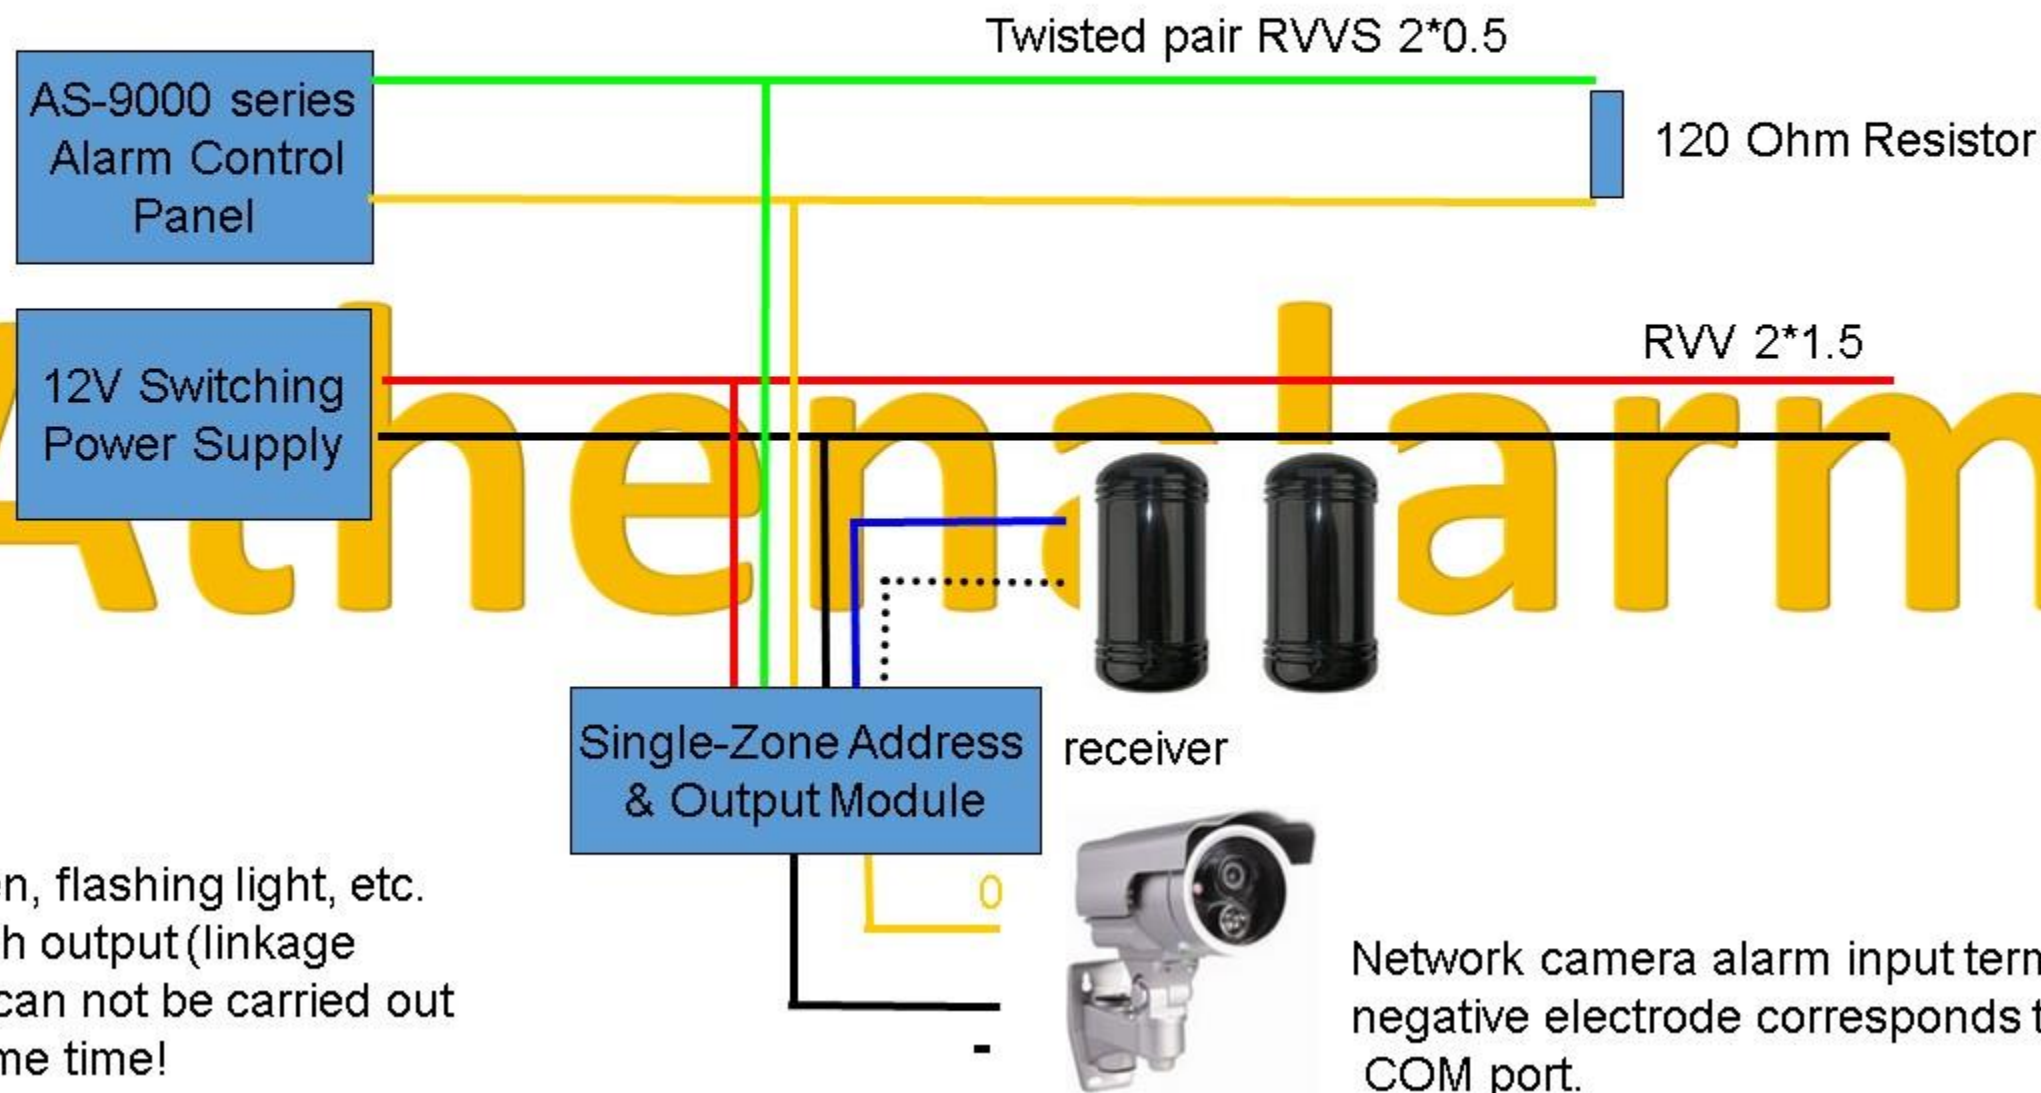 Twisted pair RVVS 2*0.5
AS-9000 series
Alarm Control
Panel
120 Ohm Resistor
Athenalarm
RVV 2*1.5
12V Switching
Power Supply
Single-Zone Address
& Output Module
receiver
flashing light, etc.
output (linkage
can not be carried out
time!
0
-
Network camera alarm input
negative electrode corresponds
COM port.